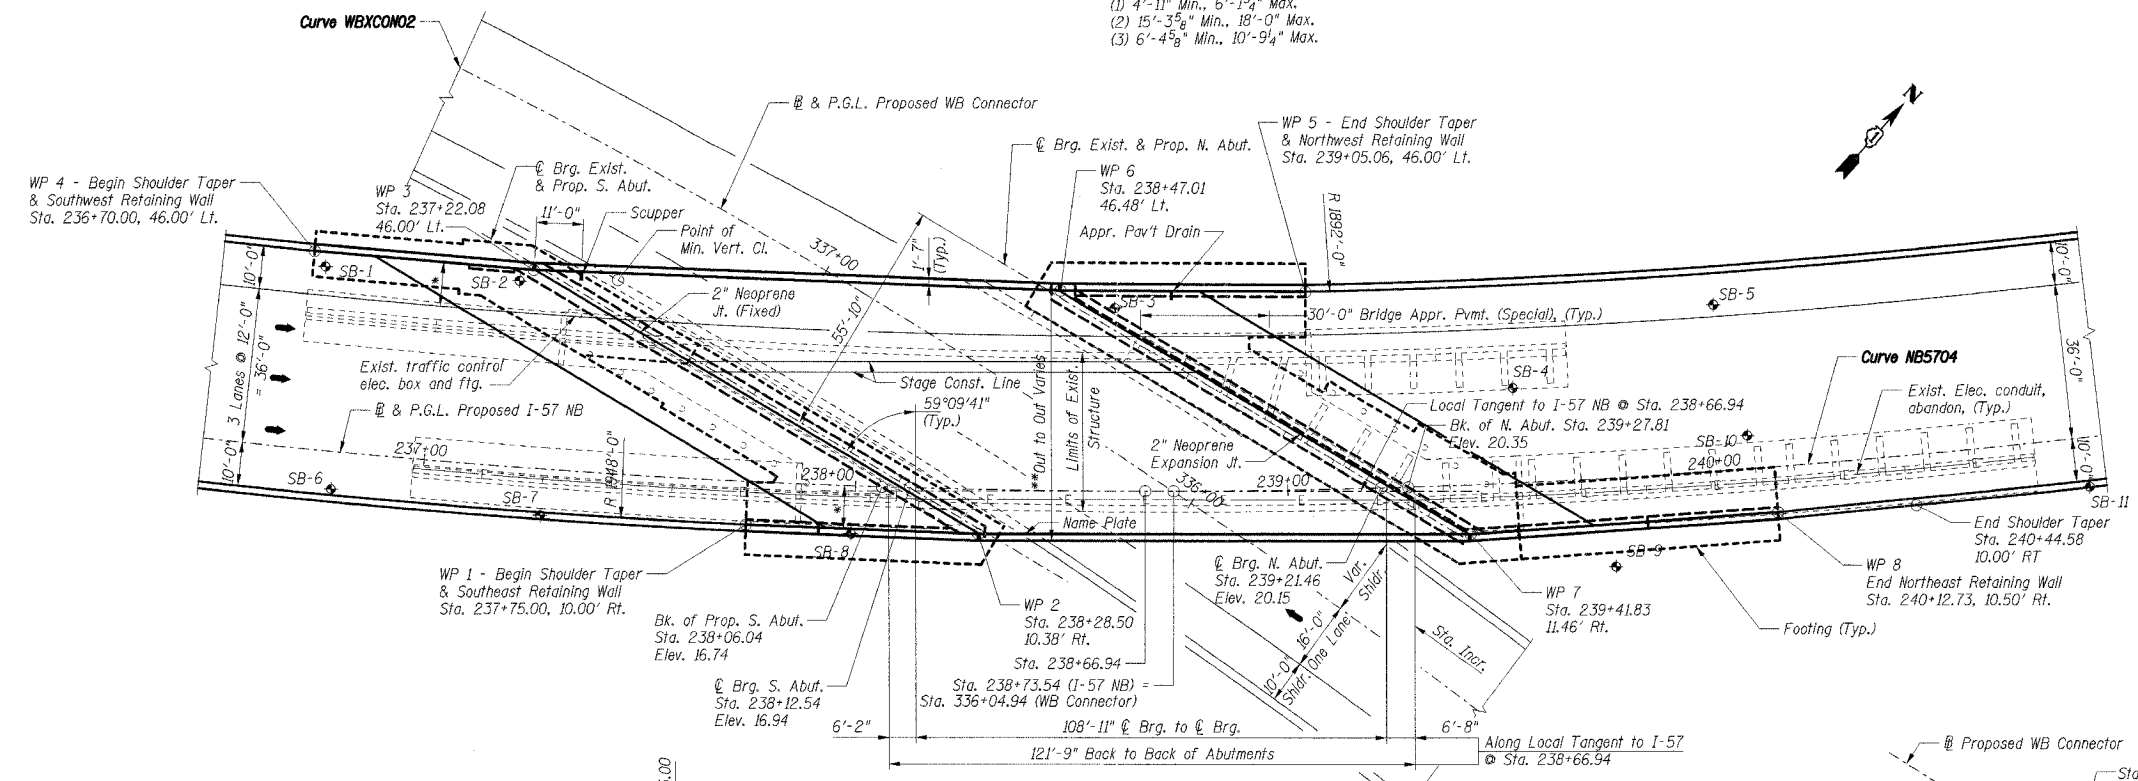 (1) 4'-11" Min., 6'-1 3/4" Max.
(2) 15'-3 5/8" Min., 18'-0" Max.
(3) 6'-4 5/8" Min., 10'-9 1/4" Max.
Curve WBXCON02
N
℄ & P.G.L. Proposed WB Connector
WP 5 - End Shoulder Taper
& Northwest Retaining Wall
Sta. 239+05.06, 46.00' Lt.
℄ Brg. Exist. & Prop. N. Abut.
WP 6
Sta. 238+47.01
46.48' Lt.
WP 4 - Begin Shoulder Taper
& Southwest Retaining Wall
Sta. 236+70.00, 46.00' Lt.
WP 3
Sta. 237+22.08
46.00' Lt.
℄ Brg. Exist.
& Prop. S. Abut.
11'-0"
Scupper
Point of
Min. Vert. Cl.
337+00
1'-7"
(Typ.)
Appr. Pav't Drain
R 1892'-0"
10'-0"
10'-0"
SB-1
SB-2
SB-3
SB-5
*
2" Neoprene
Jt. (Fixed)
55'-10"
30'-0" Bridge Appr. Pvmt. (Special), (Typ.)
3 Lanes @ 12'-0"
= 36'-0"
36'-0"
Exist. traffic control
elec. box and ftg.
Stage Const. Line
**Out to Out Varies
Limits of Exist.
Structure
SB-4
Curve NB5704
Exist. Elec. conduit,
abandon, (Typ.)
℄ & P.G.L. Proposed I-57 NB
59°09'41"
(Typ.)
Local Tangent to I-57 NB @ Sta. 238+66.94
Bk. of N. Abut. Sta. 239+27.81
Elev. 20.35
2" Neoprene
Expansion Jt.
SB-10
240+00
10'-0"
10'-0"
237+00
R 1948'-0"
238+00
*
336+00
239+00
SB-6
SB-7
SB-8
SB-9
SB-11
Name Plate
End Shoulder Taper
Sta. 240+44.58
10.00' RT
WP 1 - Begin Shoulder Taper
& Southeast Retaining Wall
Sta. 237+75.00, 10.00' Rt.
℄ Brg. N. Abut.
Sta. 239+21.46
Elev. 20.15
Var.
Shldr.
16'-0"
One Lane
10'-0"
Shldr.
WP 7
Sta. 239+41.83
11.46' Rt.
WP 8
End Northeast Retaining Wall
Sta. 240+12.73, 10.50' Rt.
Bk. of Prop. S. Abut.
Sta. 238+06.04
Elev. 16.74
WP 2
Sta. 238+28.50
10.38' Rt.
Footing (Typ.)
Sta. Incr.
Sta. 238+66.94
Sta. 238+73.54 (I-57 NB) =
Sta. 336+04.94 (WB Connector)
℄ Brg. S. Abut.
Sta. 238+12.54
Elev. 16.94
6'-2"
108'-11" ℄ Brg. to ℄ Brg.
6'-8"
121'-9" Back to Back of Abutments
Along Local Tangent to I-57
@ Sta. 238+66.94
℄ Proposed WB Connector
Sta